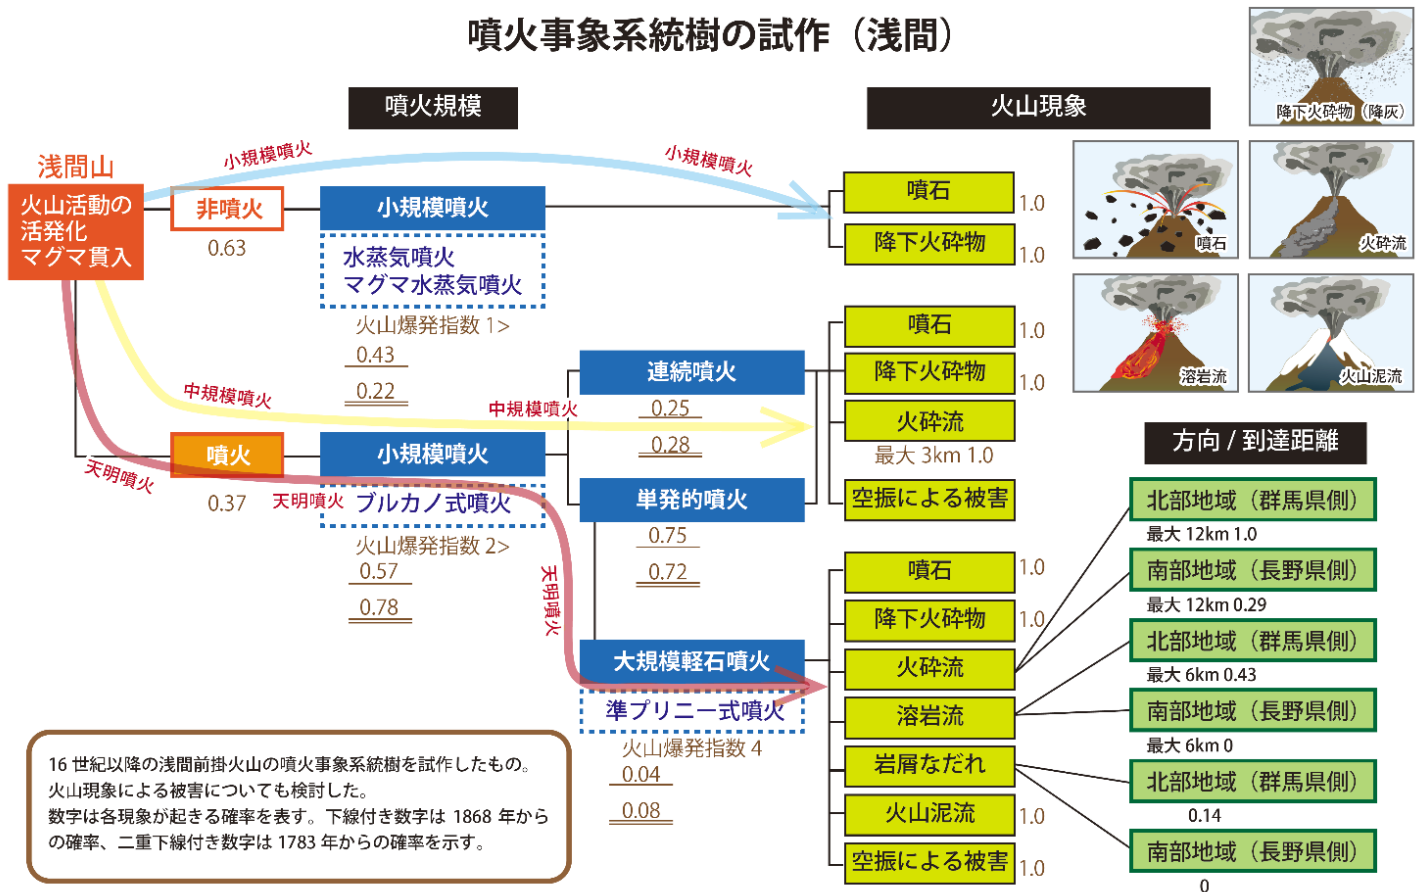 噴火事象系統樹の試作（浅間）
降下火砕物（降灰）
噴火規模
火山現象
噴石
火砕流
溶岩流
火山泥流
浅間山
火山活動の
活発化
マグマ貫入
小規模噴火
小規模噴火
非噴火
0.63
小規模噴火
水蒸気噴火
マグマ水蒸気噴火
火山爆発指数 1>
0.43
0.22
噴石
1.0
降下火砕物
1.0
中規模噴火
中規模噴火
天明噴火
天明噴火
天明噴火
噴火
0.37
小規模噴火
ブルカノ式噴火
火山爆発指数 2>
0.57
0.78
連続噴火
0.25
0.28
単発的噴火
0.75
0.72
噴石
1.0
降下火砕物
1.0
火砕流
最大 3km 1.0
空振による被害
大規模軽石噴火
準プリニー式噴火
火山爆発指数 4
0.04
0.08
噴石
1.0
降下火砕物
1.0
火砕流
溶岩流
岩屑なだれ
火山泥流
1.0
空振による被害
1.0
方向 / 到達距離
北部地域（群馬県側）
最大 12km 1.0
南部地域（長野県側）
最大 12km 0.29
北部地域（群馬県側）
最大 6km 0.43
南部地域（長野県側）
最大 6km 0
北部地域（群馬県側）
0.14
南部地域（長野県側）
0
16 世紀以降の浅間前掛火山の噴火事象系統樹を試作したもの。
火山現象による被害についても検討した。
数字は各現象が起きる確率を表す。下線付き数字は 1868 年から
の確率、二重下線付き数字は 1783 年からの確率を示す。